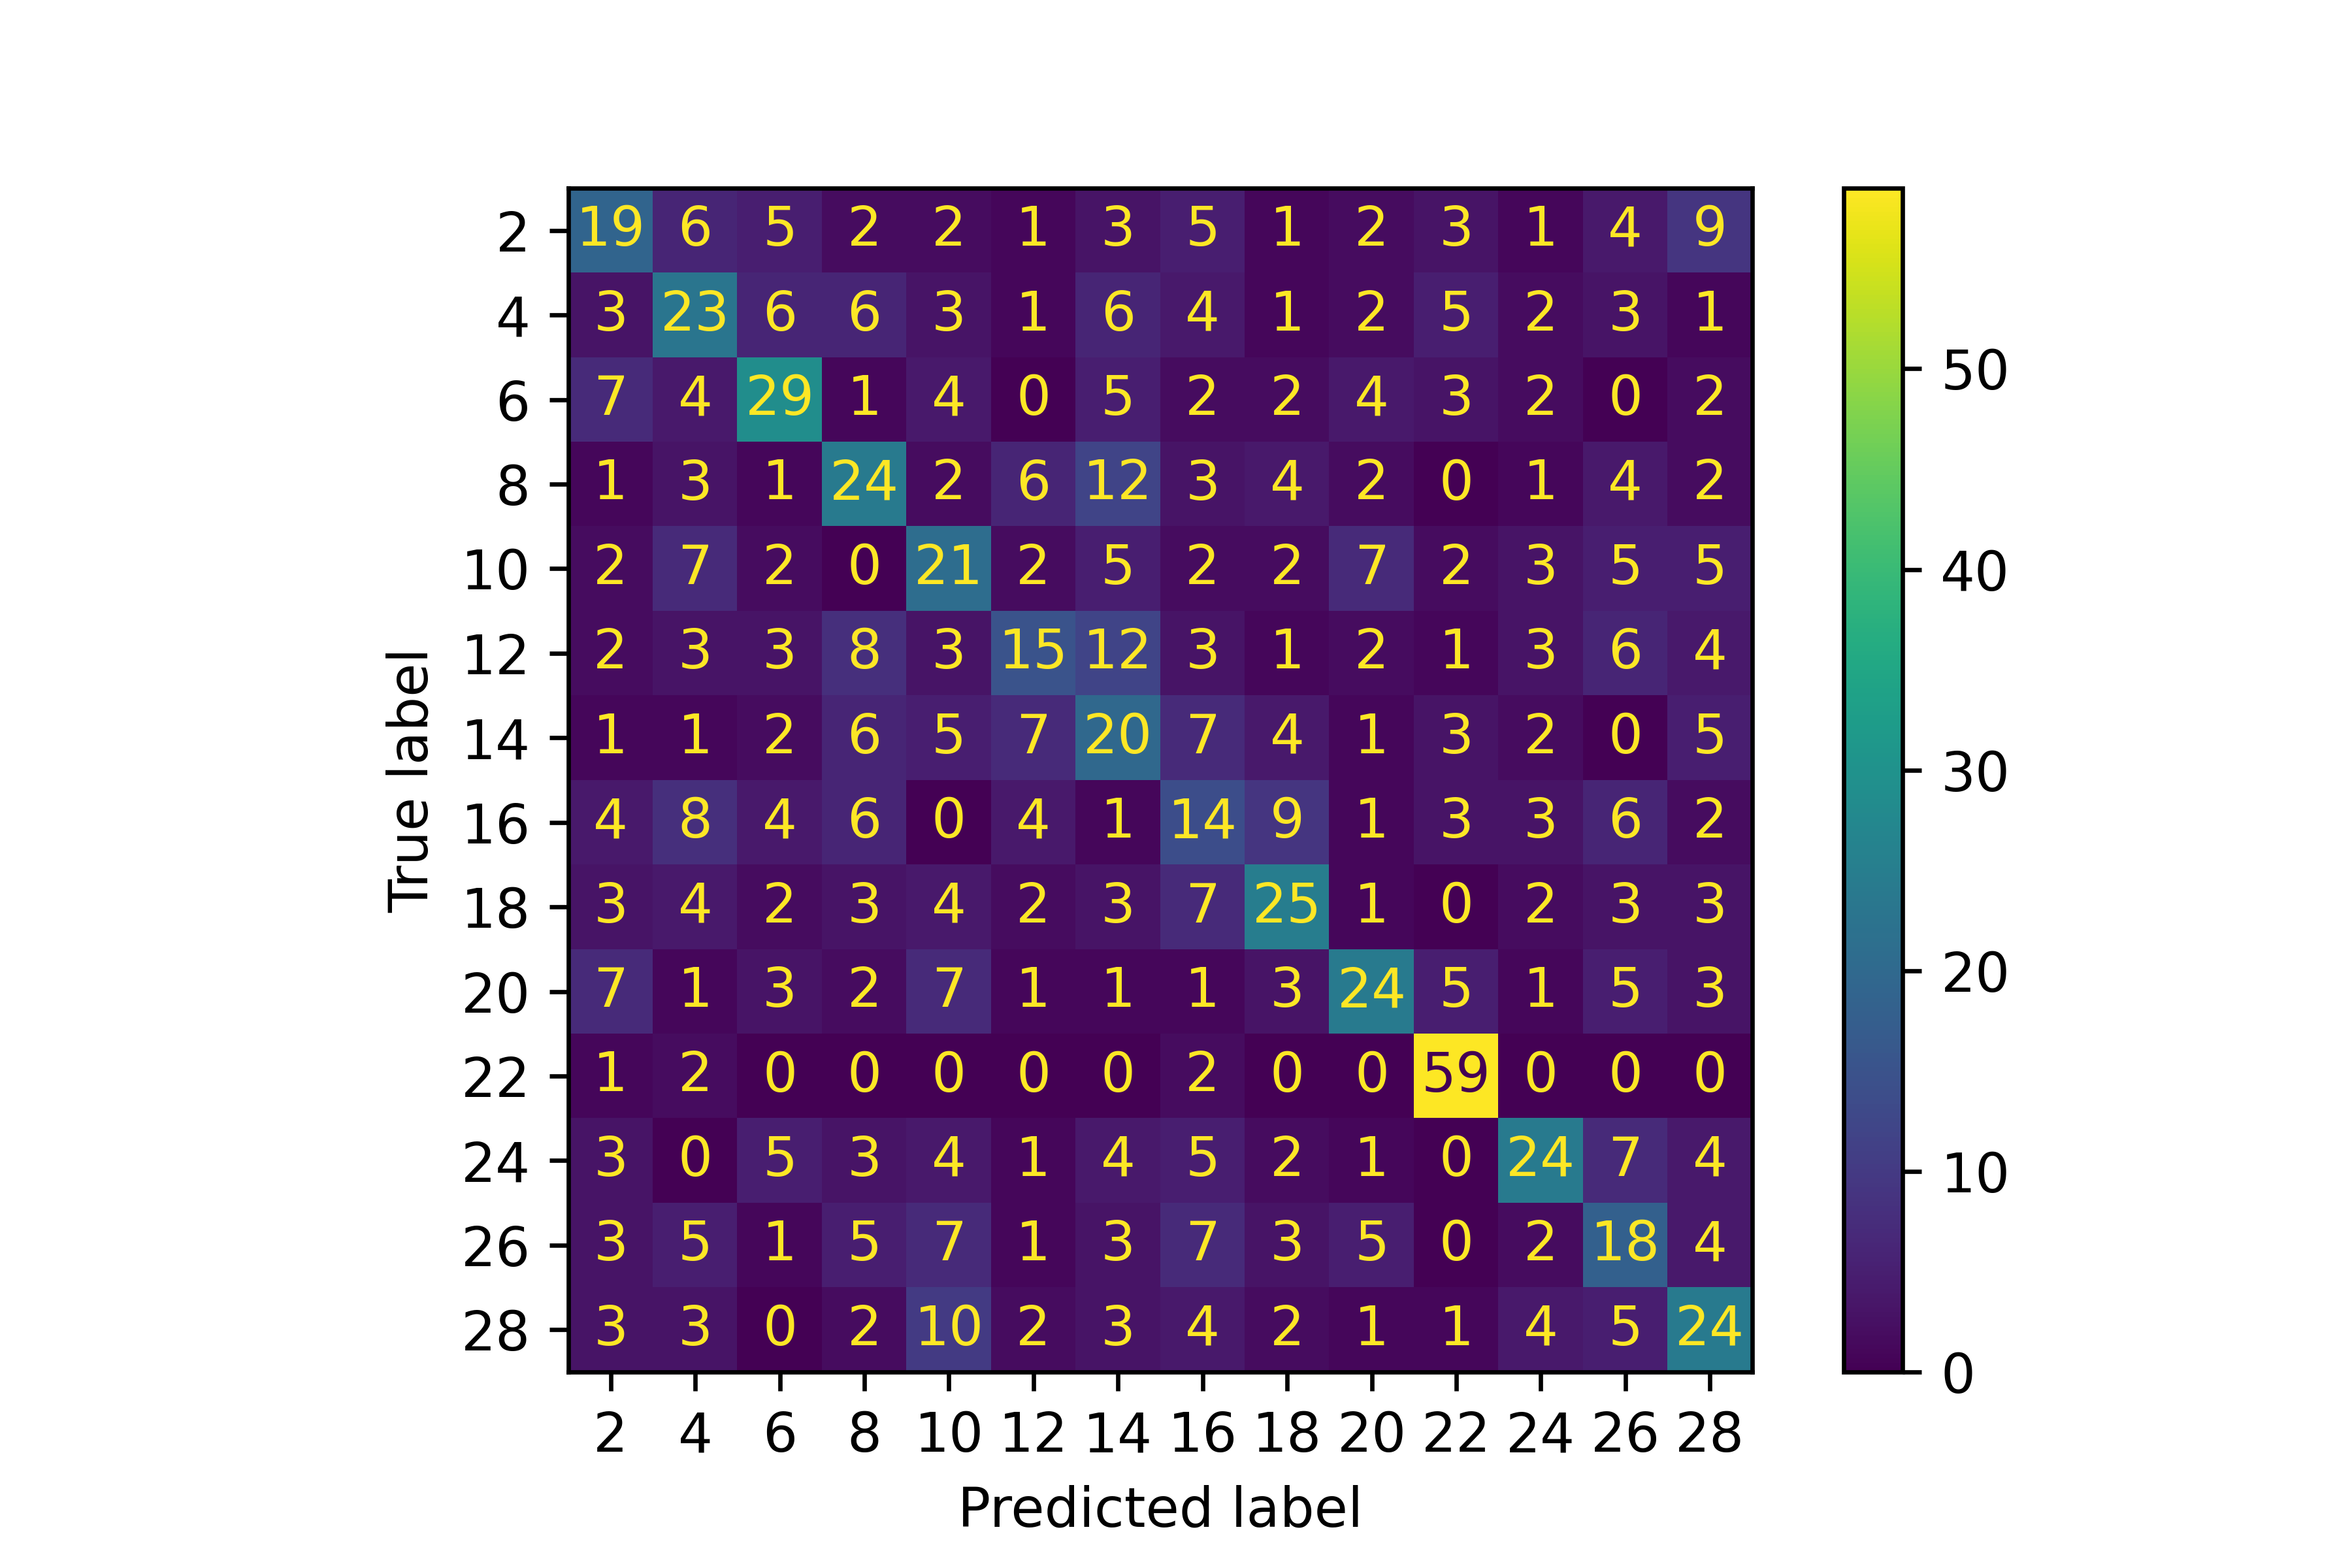 2 19 6 5 2 2 1 3 5 1 2 3 1 4 9
4 3 23 6 6 3 1 6 4 1 2 5 2 3 1
6 7 4 29 1 4 0 5 2 2 4 3 2 0 2
8 1 3 1 24 2 6 12 3 4 2 0 1 4 2
10 2 7 2 0 21 2 5 2 2 7 2 3 5 5
12 2 3 3 8 3 15 12 3 1 2 1 3 6 4
14 1 1 2 6 5 7 20 7 4 1 3 2 0 5
16 4 8 4 6 0 4 1 14 9 1 3 3 6 2
18 3 4 2 3 4 2 3 7 25 1 0 2 3 3
20 7 1 3 2 7 1 1 1 3 24 5 1 5 3
22 1 2 0 0 0 0 0 2 0 0 59 0 0 0
24 3 0 5 3 4 1 4 5 2 1 0 24 7 4
26 3 5 1 5 7 1 3 7 3 5 0 2 18 4
28 3 3 0 2 10 2 3 4 2 1 1 4 5 24
2 4 6 8 10 12 14 16 18 20 22 24 26 28
Predicted label
True label
50
40
30
20
10
0